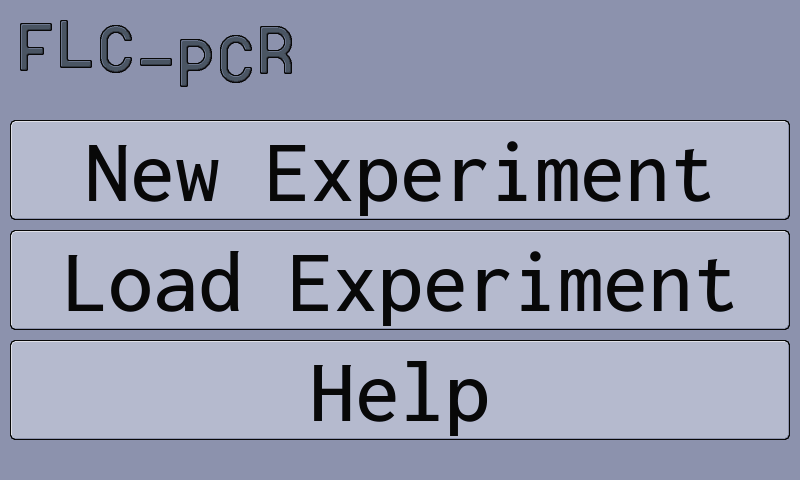 FLC-PCR
New Experiment
Load Experiment
Help